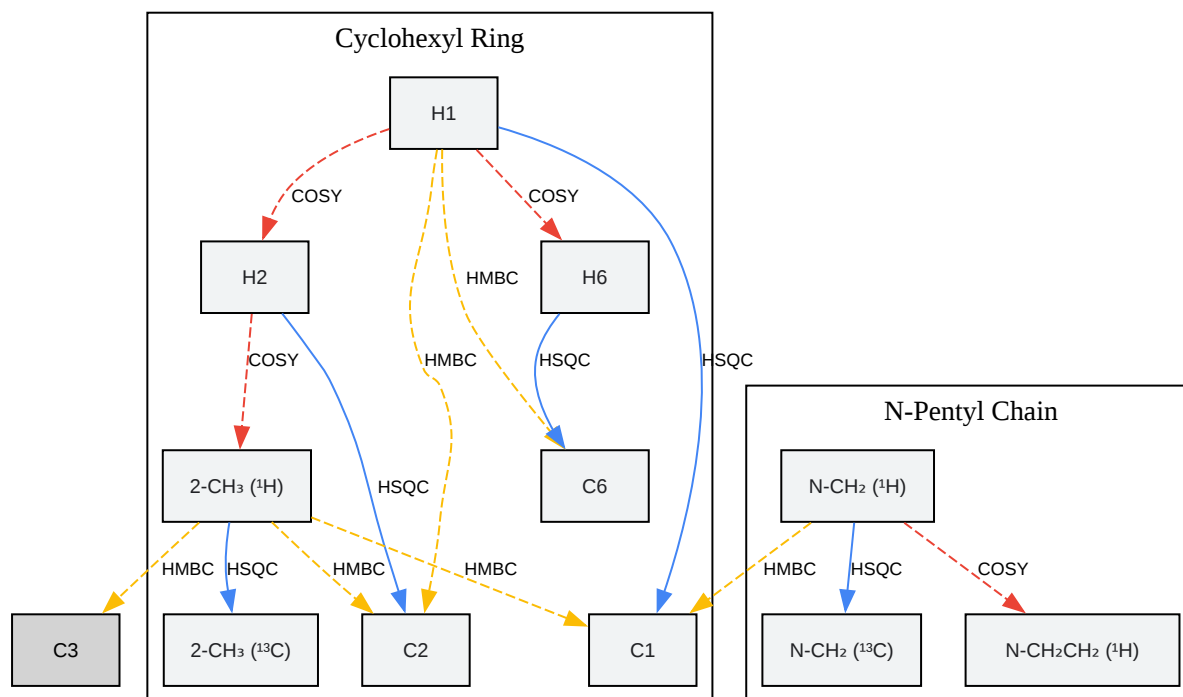 Cyclohexyl Ring
H1
COSY
COSY
H2
HMBC
H6
COSY
HMBC
HSQC
HSQC
N-Pentyl Chain
2-CH₃ (¹H)
HSQC
C6
N-CH₂ (¹H)
HMBC
HSQC
HMBC
HMBC
HMBC
HSQC
COSY
C3
2-CH₃ (¹³C)
C2
C1
N-CH₂ (¹³C)
N-CH₂CH₂ (¹H)